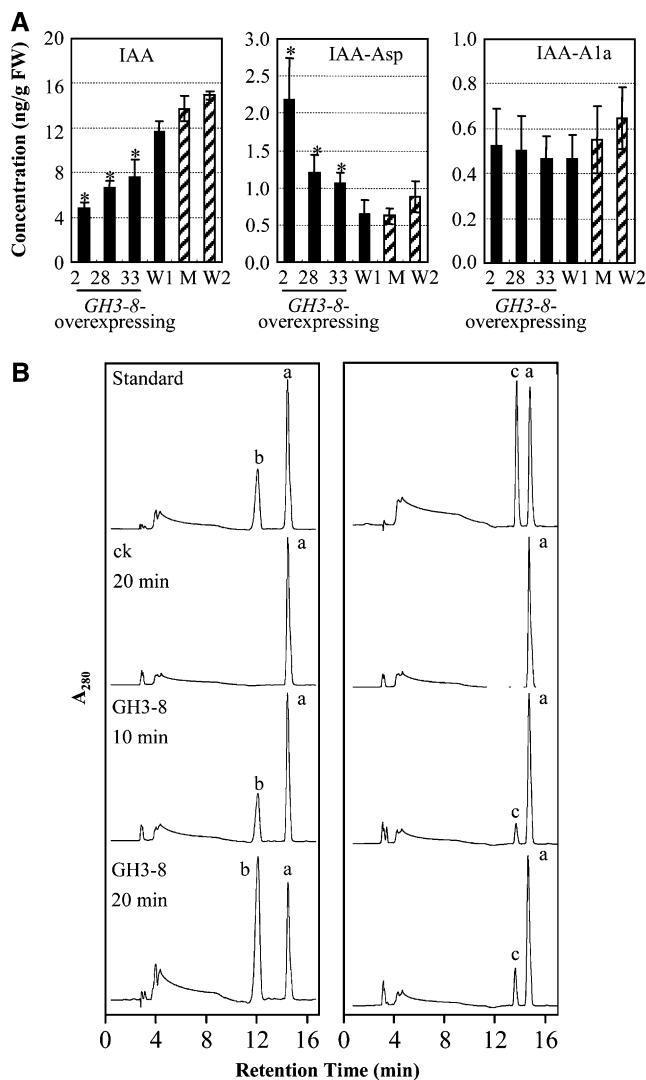 A
Concentration (ng/g FW)
IAA
20
16
12
8
4
0
*
*
*
2 28 33 W1 M W2
GH3-8-
overexpressing
IAA-Asp
3.0
2.5
2.0
1.5
1.0
0.5
0.0
*
*
*
2 28 33 W1 M W2
GH3-8-
overexpressing
IAA-A1a
1.0
0.8
0.6
0.4
0.2
0.0
2 28 33 W1 M W2
GH3-8-
overexpressing
B
A280
Standard
b
a
c a
ck
20 min
a
a
GH3-8
10 min
b
a
c
a
GH3-8
20 min
b a
c
a
0 4 8 12 16
0 4 8 12 16
Retention Time (min)